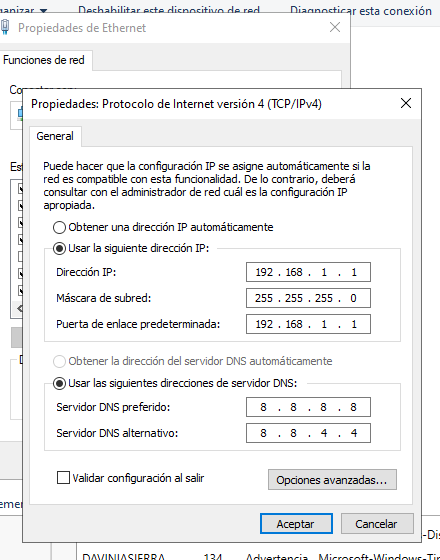 ganizar
Deshabilitar este dispositivo de red
Diagnosticar esta conexión
Propiedades de Ethernet
Funciones de red
Propiedades: Protocolo de Internet versión 4 (TCP/IPv4)
General
Puede hacer que la configuración IP se asigne automáticamente si la
red es compatible con esta funcionalidad. De lo contrario, deberá
consultar con el administrador de red cuál es la configuración IP
apropiada.
Obtener una dirección IP automáticamente
Usar la siguiente dirección IP:
Dirección IP: 192 . 168 . 1 . 1
Máscara de subred: 255 . 255 . 255 . 0
Puerta de enlace predeterminada: 192 . 168 . 1 . 1
Obtener la dirección del servidor DNS automáticamente
Usar las siguientes direcciones de servidor DNS:
Servidor DNS preferido: 8 . 8 . 8 . 8
Servidor DNS alternativo: 8 . 8 . 4 . 4
Validar configuración al salir
Opciones avanzadas...
Aceptar
Cancelar
DAVINIASIERRA 134 Advertencia Microsoft-Windows-Tim